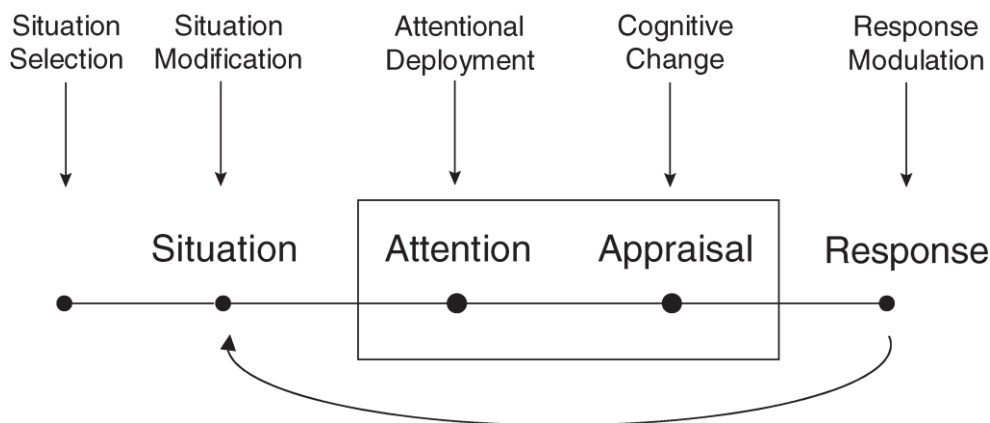 Situation
Selection
Situation
Modification
Attentional
Deployment
Cognitive
Change
Response
Modulation
Situation
Attention
Appraisal
Response